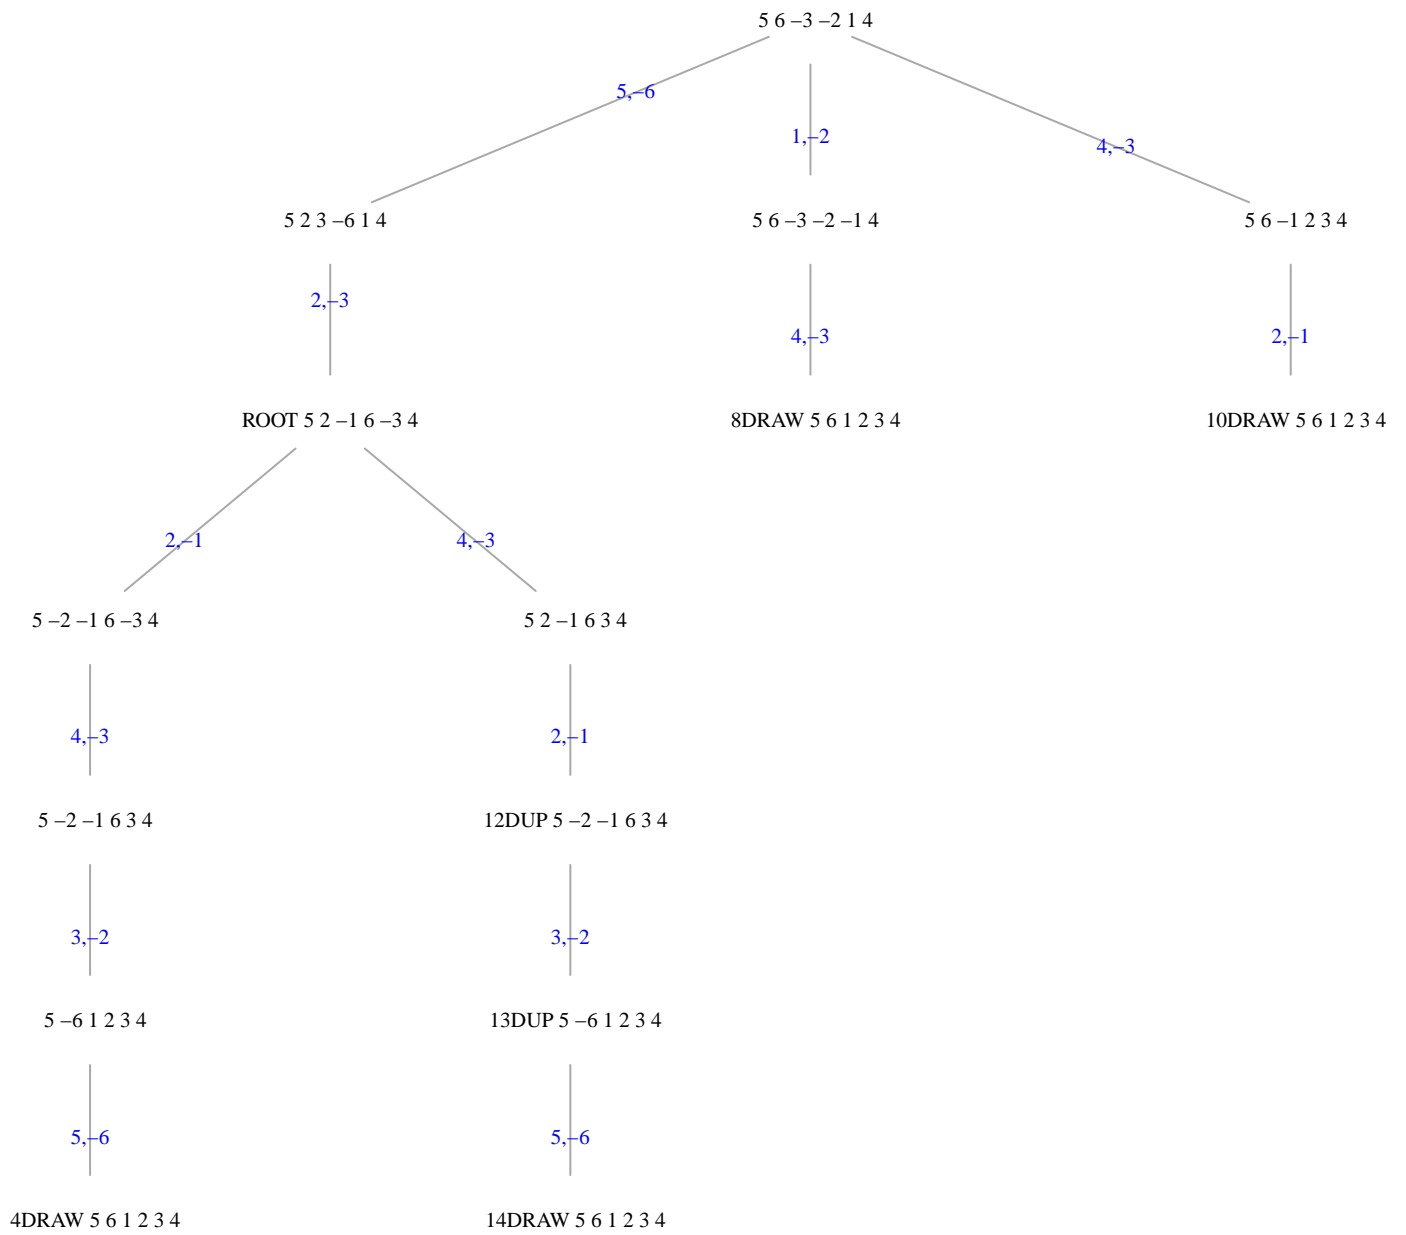 5 6 –3 –2 1 4
5,–6
1,–2
4,–3
5 2 3 –6 1 4
5 6 –3 –2 –1 4
5 6 –1 2 3 4
2,–3
4,–3
2,–1
ROOT 5 2 –1 6 –3 4
8DRAW 5 6 1 2 3 4
10DRAW 5 6 1 2 3 4
2,–1
4,–3
5 –2 –1 6 –3 4
5 2 –1 6 3 4
4,–3
2,–1
5 –2 –1 6 3 4
12DUP 5 –2 –1 6 3 4
3,–2
3,–2
5 –6 1 2 3 4
13DUP 5 –6 1 2 3 4
5,–6
5,–6
4DRAW 5 6 1 2 3 4
14DRAW 5 6 1 2 3 4